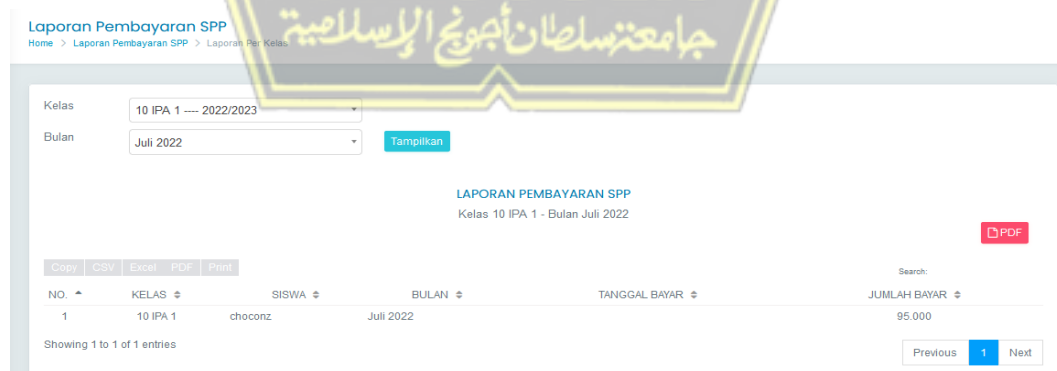 Laporan Pembayaran SPP
Home > Laporan Pembayaran SPP > Laporan Per Kelas
جامعتنسلطان أجونج الإسلامية
Kelas 10 IPA 1 ---- 2022/2023
Bulan Juli 2022 Tampilkan
LAPORAN PEMBAYARAN SPP
Kelas 10 IPA 1 - Bulan Juli 2022
PDF
Copy CSV Excel PDF Print Search:
NO. KELAS SISWA BULAN TANGGAL BAYAR JUMLAH BAYAR
1 10 IPA 1 choconz Juli 2022 95.000
Showing 1 to 1 of 1 entries Previous 1 Next